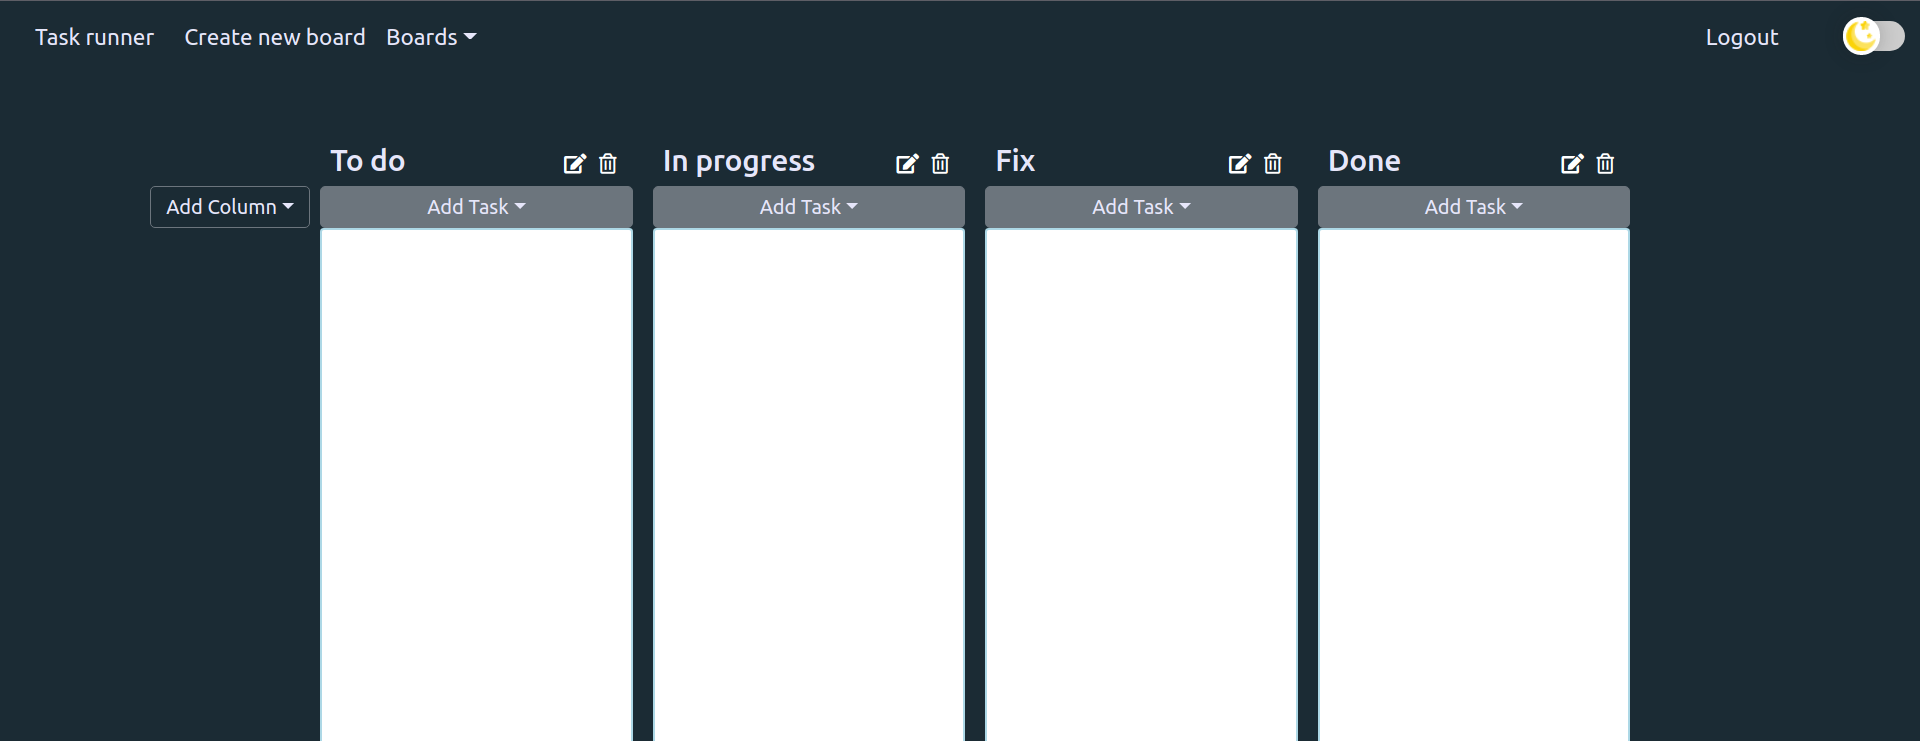 Task runner Create new board Boards Logout
To do In progress Fix Done
Add Column Add Task Add Task Add Task Add Task